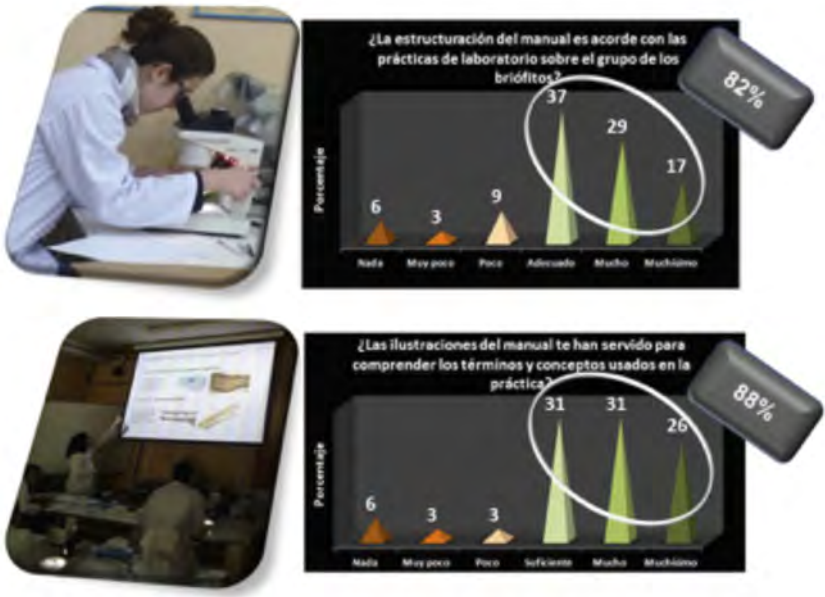 ¿La estructuración del manual es acorde con las
prácticas de laboratorio sobre el grupo de los
briófitos?
82%
Porcentaje
6
3
9
37
29
17
Nada
Muy poco
Poco
Adecuado
Mucho
Muchísimo
¿Las ilustraciones del manual te han servido para
comprender los términos y conceptos usados en la
práctica?
88%
Porcentaje
6
3
3
31
31
26
Nada
Muy poco
Poco
Suficiente
Mucho
Muchísimo